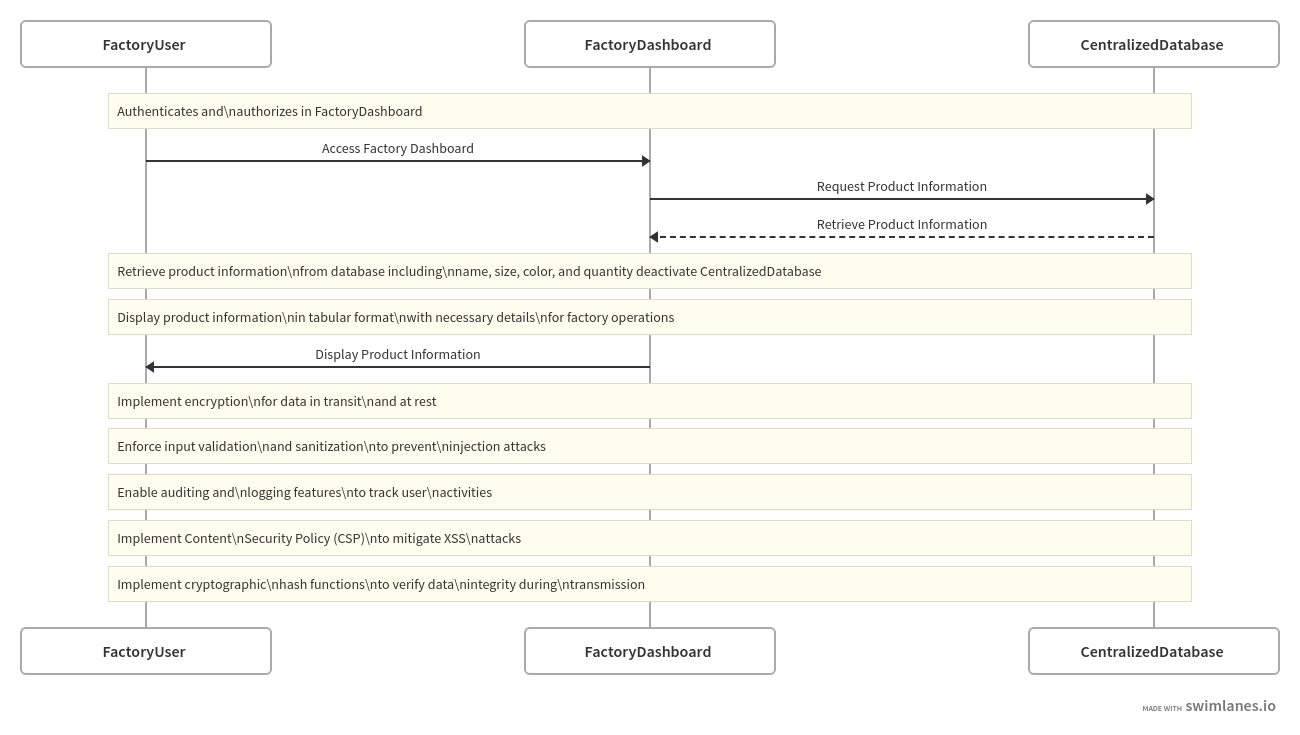 FactoryUser FactoryDashboard CentralizedDatabase
Authenticates and\nauthorizes in FactoryDashboard
Access Factory Dashboard
Request Product Information
Retrieve Product Information
Retrieve product information\nfrom database including\nname, size, color, and quantity deactivate CentralizedDatabase
Display product information\nin tabular format\nwith necessary details\nfor factory operations
Display Product Information
Implement encryption\nfor data in transit\nand at rest
Enforce input validation\nand sanitization\nto prevent\ninjection attacks
Enable auditing and\nlogging features\nto track user\nactivities
Implement Content\nSecurity Policy (CSP)\nto mitigate XSS\nattacks
Implement cryptographic\nhash functions\nto verify data\nintegrity during\ntransmission
FactoryUser FactoryDashboard CentralizedDatabase
MADE WITH swimlanes.io